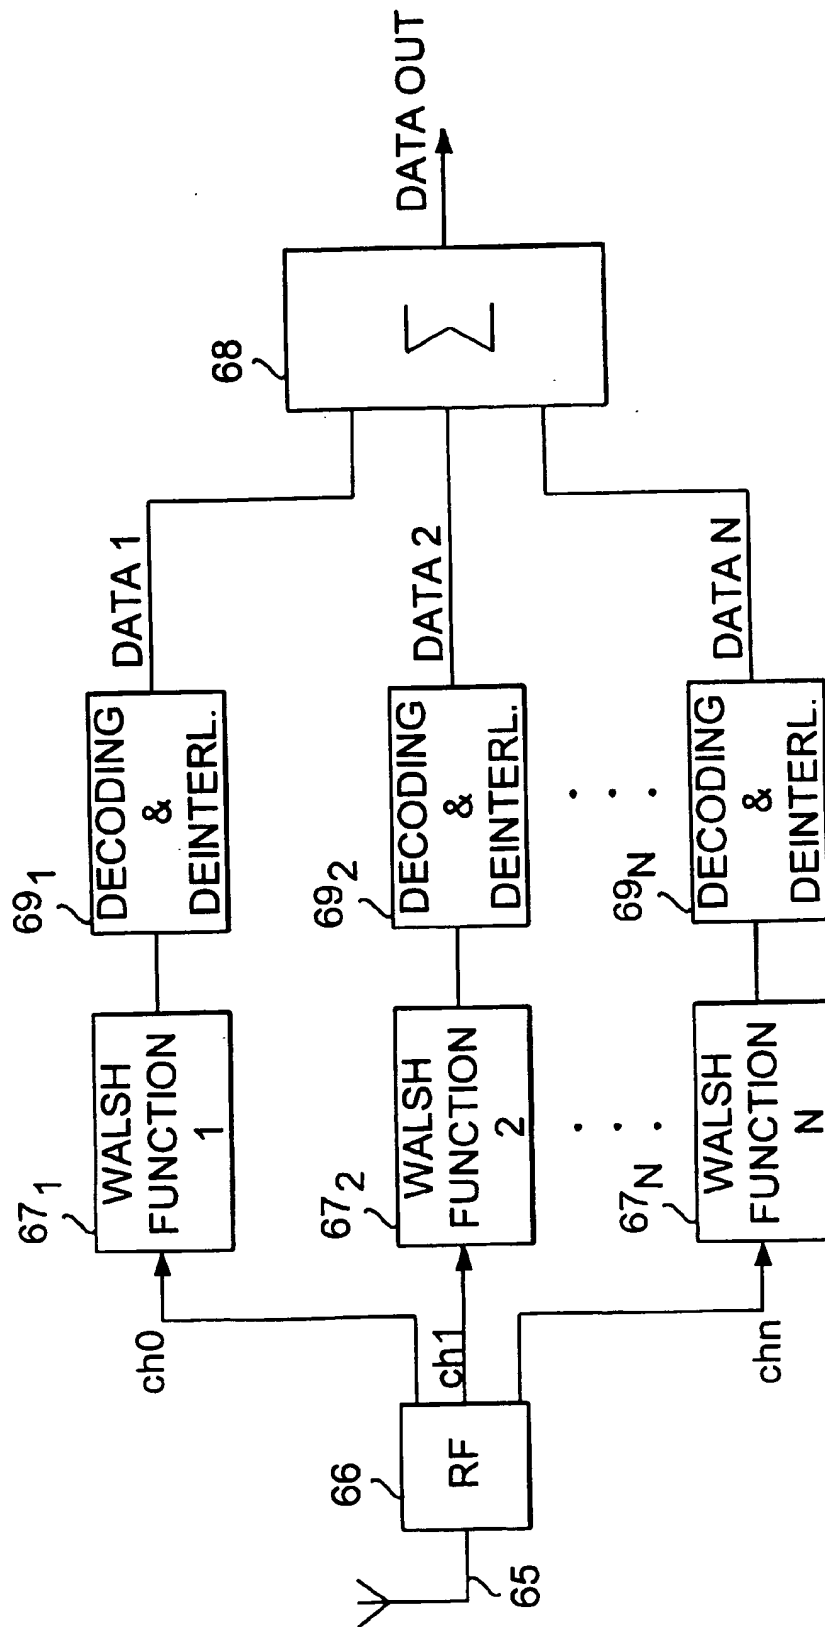 65
66
RF
ch0
ch1
chn
67₁
WALSH
FUNCTION
1
67₂
WALSH
FUNCTION
2
67N
WALSH
FUNCTION
N
69₁
DECODING
&
DEINTERL.
69₂
DECODING
&
DEINTERL.
69N
DECODING
&
DEINTERL.
DATA 1
DATA 2
DATA N
68
Σ
DATA OUT